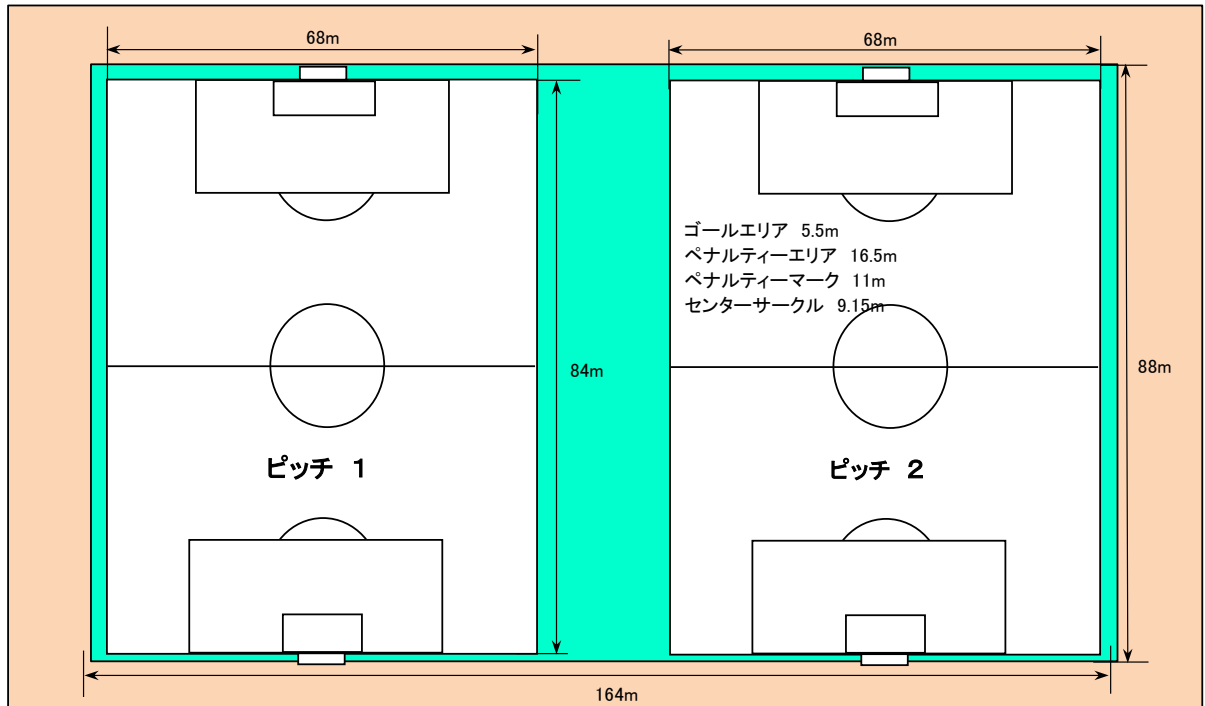 68m
68m
ゴールエリア 5.5m
ペナルティーエリア 16.5m
ペナルティーマーク 11m
センターサークル 9.15m
84m
88m
ピッチ 1
ピッチ 2
164m